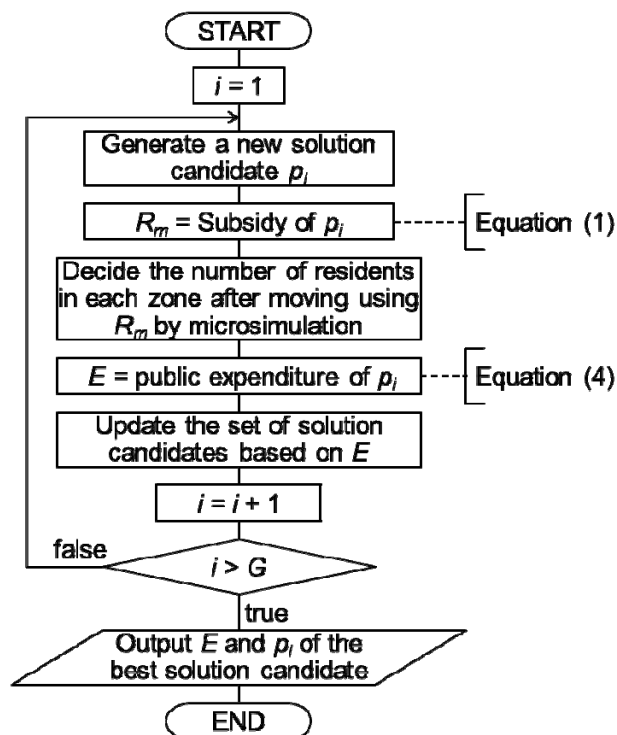 START
i = 1
Generate a new solution
candidate pᵢ
Rₘ = Subsidy of pᵢ
Equation (1)
Decide the number of residents
in each zone after moving using
Rₘ by microsimulation
E = public expenditure of pᵢ
Equation (4)
Update the set of solution
candidates based on E
i = i + 1
false
i > G
true
Output E and pᵢ of the
best solution candidate
END